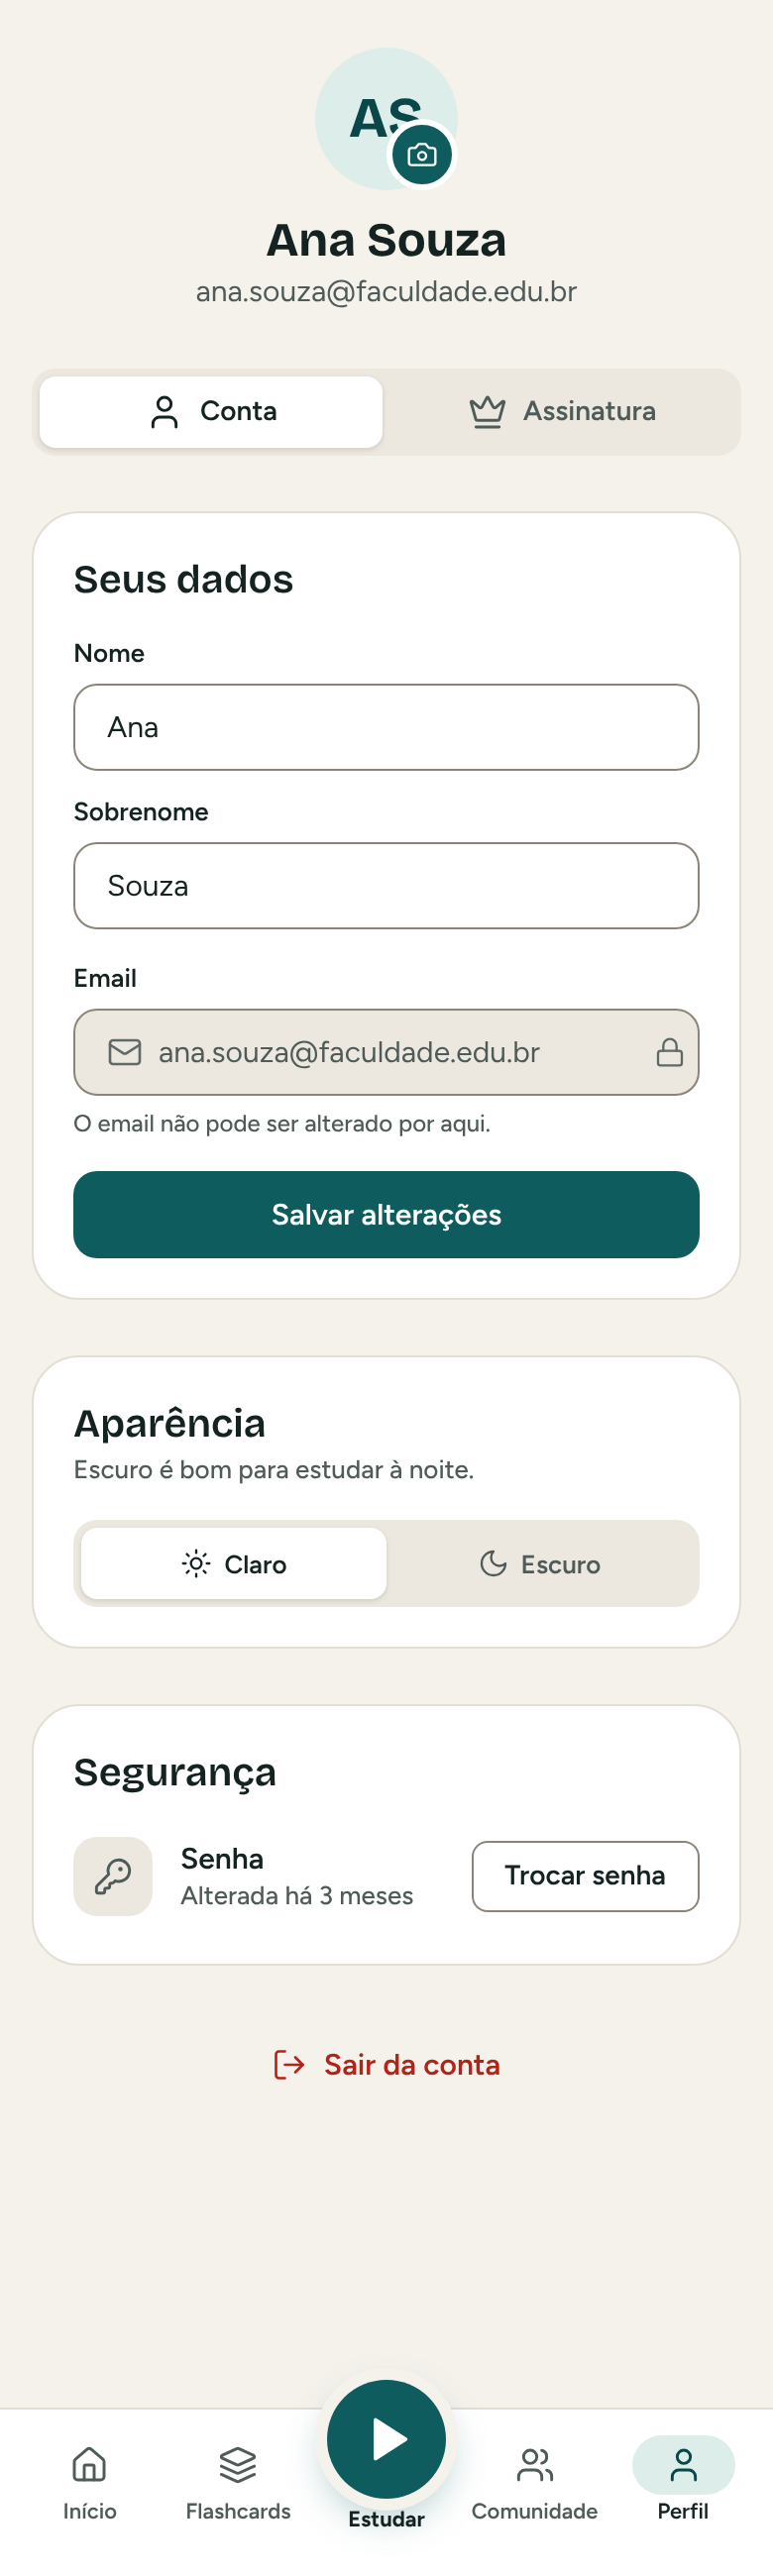 AS
Ana Souza
ana.souza@faculdade.edu.br
Conta
Assinatura
Seus dados
Nome
Ana
Sobrenome
Souza
Email
ana.souza@faculdade.edu.br
O email não pode ser alterado por aqui.
Salvar alterações
Aparência
Escuro é bom para estudar à noite.
Claro
Escuro
Segurança
Senha
Alterada há 3 meses
Trocar senha
Sair da conta
Início
Flashcards
Estudar
Comunidade
Perfil